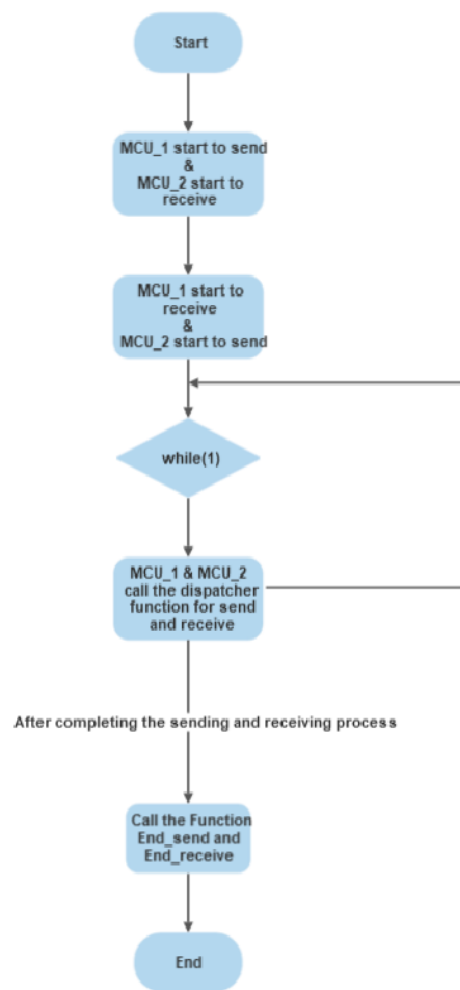 Start
MCU_1 start to send
&
MCU_2 start to
receive
MCU_1 start to
receive
&
MCU_2 start to send
while(1)
MCU_1 & MCU_2
call the dispatcher
function for send
and receive
After completing the sending and receiving process
Call the Function
End_send and
End_receive
End